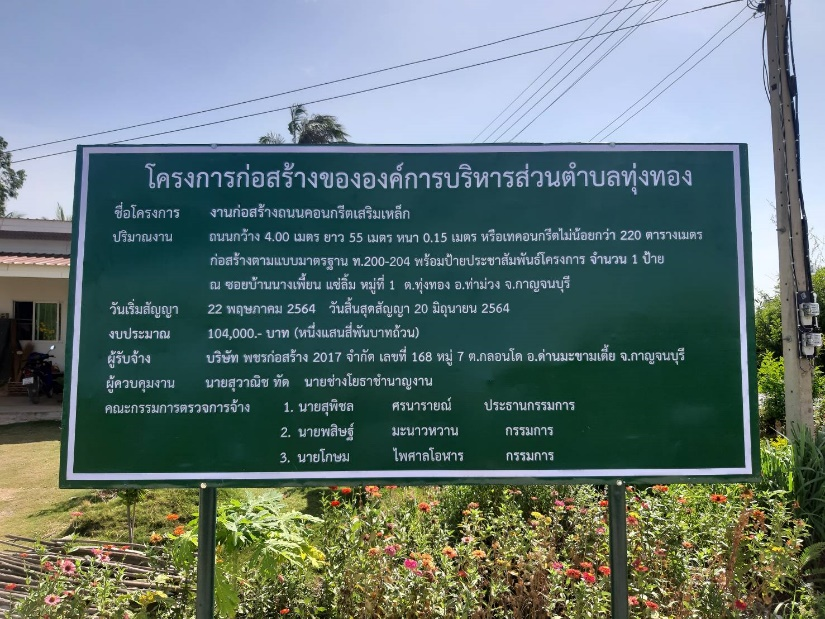 โครงการก่อสร้างขององค์การบริหารส่วนตำบลทุ่งทอง
ชื่อโครงการ งานก่อสร้างถนนคอนกรีตเสริมเหล็ก
ปริมาณงาน ถนนกว้าง 4.00 เมตร ยาว 55 เมตร หนา 0.15 เมตร หรือเทคอนกรีตไม่น้อยกว่า 220 ตารางเมตร
ก่อสร้างตามแบบมาตรฐาน ท.200-204 พร้อมป้ายประชาสัมพันธ์โครงการ จำนวน 1 ป้าย
ณ ซอยบ้านนางเพี้ยน แซ่ลิ้ม หมู่ที่ 1 ต.ทุ่งทอง อ.ท่าม่วง จ.กาญจนบุรี
วันเริ่มสัญญา 22 พฤษภาคม 2564 วันสิ้นสุดสัญญา 20 มิถุนายน 2564
งบประมาณ 104,000.- บาท (หนึ่งแสนสี่พันบาทถ้วน)
ผู้รับจ้าง บริษัท พชรก่อสร้าง 2017 จำกัด เลขที่ 168 หมู่ 7 ต.กลอนโด อ.ด่านมะขามเตี้ย จ.กาญจนบุรี
ผู้ควบคุมงาน นายสุวาณิช ทัด นายช่างโยธาชำนาญงาน
คณะกรรมการตรวจการจ้าง 1. นายสุพิชล ศรนารายณ์ ประธานกรรมการ
2. นายพสิษฐ์ มะนาวหวาน กรรมการ
3. นายโกษม ไพศาลโอฬาร กรรมการ